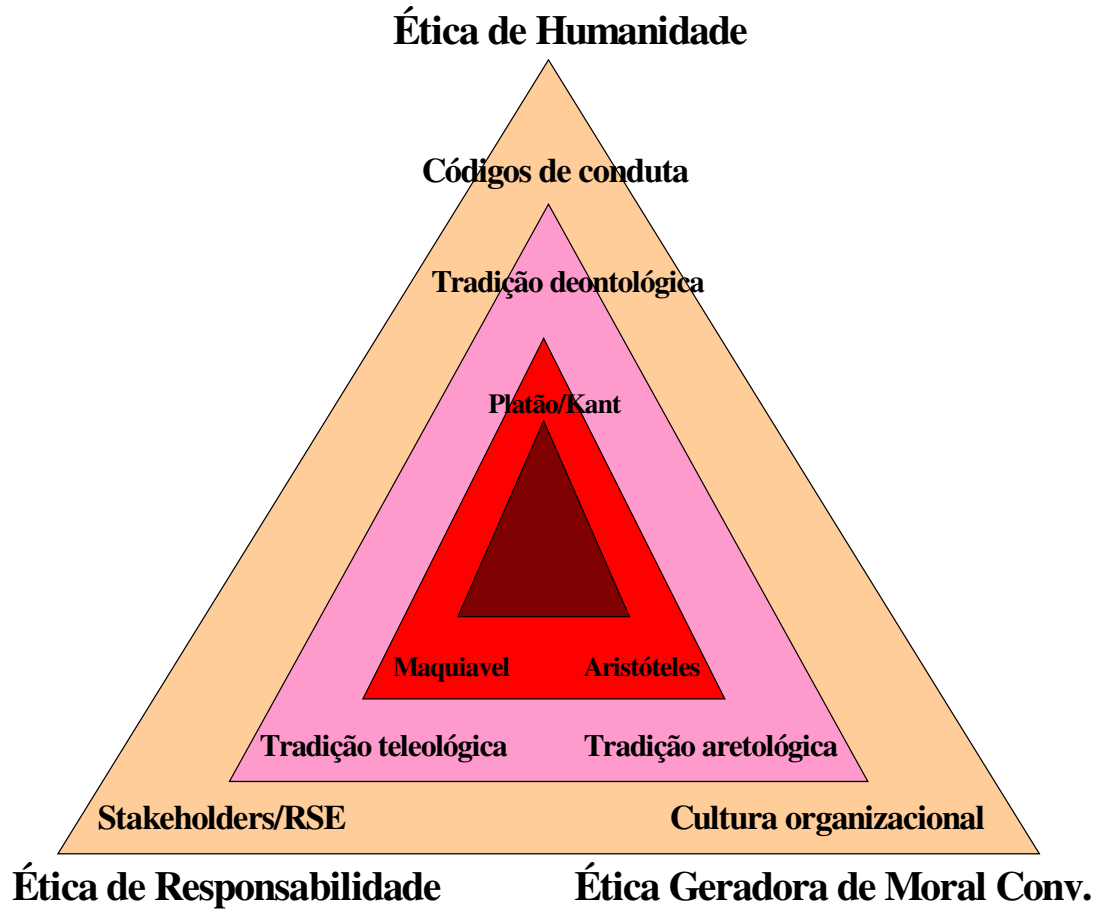 Ética de Humanidade
Códigos de conduta
Tradição deontológica
Platão/Kant
Maquiavel Aristóteles
Tradição teleológica Tradição aretológica
Stakeholders/RSE Cultura organizacional
Ética de Responsabilidade Ética Geradora de Moral Conv.